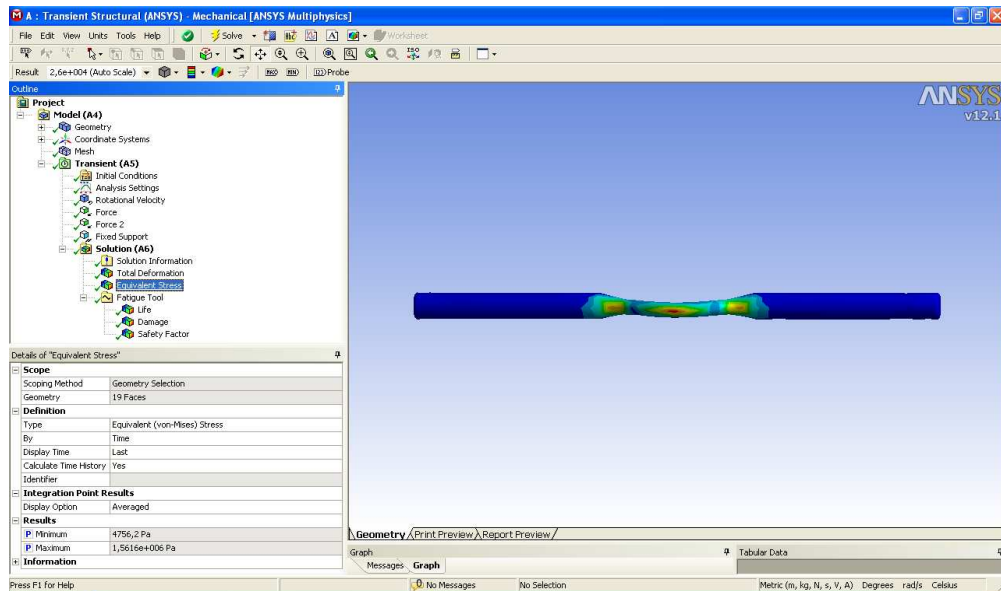 A : Transient Structural (ANSYS) - Mechanical [ANSYS Multiphysics]
File Edit View Units Tools Help Solve Worksheet
Result 2,6e+004 (Auto Scale) MAX MIN Probe
Outline
ANSYS
v12.1
Project
Model (A4)
Geometry
Coordinate Systems
Mesh
Transient (A5)
Initial Conditions
Analysis Settings
Rotational Velocity
Force
Force 2
Fixed Support
Solution (A6)
Solution Information
Total Deformation
Equivalent Stress
Fatigue Tool
Life
Damage
Safety Factor
Details of "Equivalent Stress"
Scope
Scoping Method Geometry Selection
Geometry 19 Faces
Definition
Type Equivalent (von-Mises) Stress
By Time
Display Time Last
Calculate Time History Yes
Identifier
Integration Point Results
Display Option Averaged
Results
P Minimum 4756,2 Pa
P Maximum 1,5616e+006 Pa
Information
Geometry Print Preview Report Preview
Graph Tabular Data
Messages Graph
Press F1 for Help No Messages No Selection Metric (m, kg, N, s, V, A) Degrees rad/s Celsius